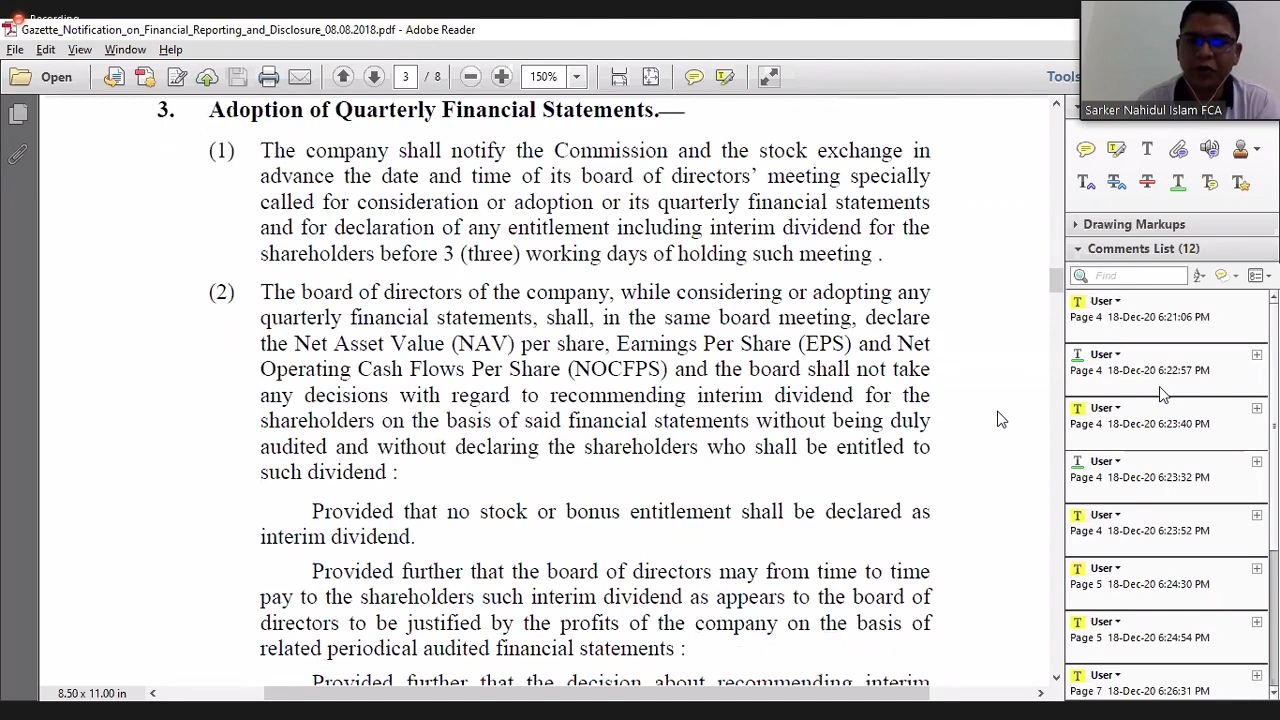 Recording
Gazette_Notification_on_Financial_Reporting_and_Disclosure_08.08.2018.pdf - Adobe Reader
File Edit View Window Help
Open 3 / 8 150% Tools
Sarker Nahidul Islam FCA
3. Adoption of Quarterly Financial Statements.—
(1) The company shall notify the Commission and the stock exchange in
advance the date and time of its board of directors’ meeting specially
called for consideration or adoption or its quarterly financial statements
and for declaration of any entitlement including interim dividend for the
shareholders before 3 (three) working days of holding such meeting .
(2) The board of directors of the company, while considering or adopting any
quarterly financial statements, shall, in the same board meeting, declare
the Net Asset Value (NAV) per share, Earnings Per Share (EPS) and Net
Operating Cash Flows Per Share (NOCFPS) and the board shall not take
any decisions with regard to recommending interim dividend for the
shareholders on the basis of said financial statements without being duly
audited and without declaring the shareholders who shall be entitled to
such dividend :
Provided that no stock or bonus entitlement shall be declared as
interim dividend.
Provided further that the board of directors may from time to time
pay to the shareholders such interim dividend as appears to the board of
directors to be justified by the profits of the company on the basis of
related periodical audited financial statements :
Provided further that the decision about recommending interim
8.50 x 11.00 in
Drawing Markups
Comments List (12)
Find
User
Page 4 18-Dec-20 6:21:06 PM
User
Page 4 18-Dec-20 6:22:57 PM
User
Page 4 18-Dec-20 6:23:40 PM
User
Page 4 18-Dec-20 6:23:32 PM
User
Page 4 18-Dec-20 6:23:52 PM
User
Page 5 18-Dec-20 6:24:30 PM
User
Page 5 18-Dec-20 6:24:54 PM
User
Page 7 18-Dec-20 6:26:31 PM